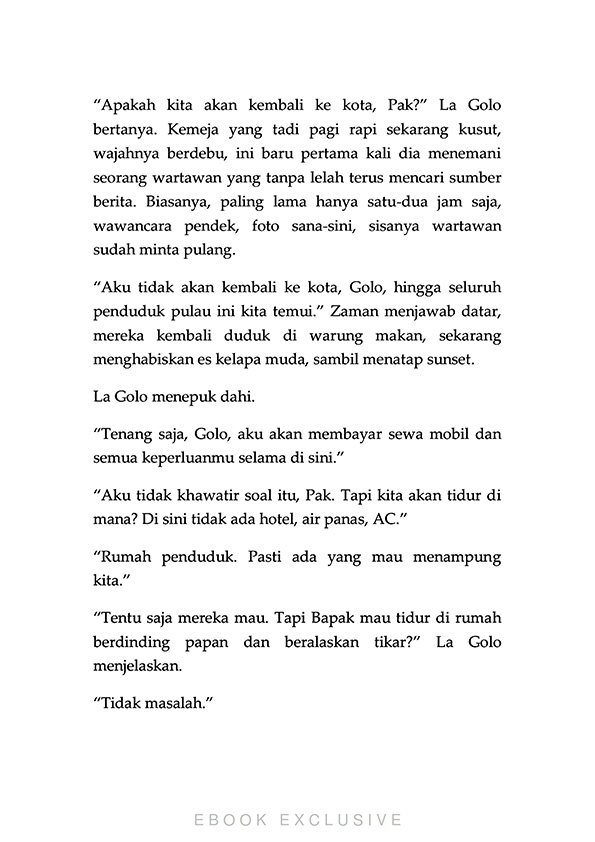 “Apakah kita akan kembali ke kota, Pak?” La Golo
bertanya. Kemeja yang tadi pagi rapi sekarang kusut,
wajahnya berdebu, ini baru pertama kali dia menemani
seorang wartawan yang tanpa lelah terus mencari sumber
berita. Biasanya, paling lama hanya satu-dua jam saja,
wawancara pendek, foto sana-sini, sisanya wartawan
sudah minta pulang.
“Aku tidak akan kembali ke kota, Golo, hingga seluruh
penduduk pulau ini kita temui.” Zaman menjawab datar,
mereka kembali duduk di warung makan, sekarang
menghabiskan es kelapa muda, sambil menatap sunset.
La Golo menepuk dahi.
“Tenang saja, Golo, aku akan membayar sewa mobil dan
semua keperluanmu selama di sini.”
“Aku tidak khawatir soal itu, Pak. Tapi kita akan tidur di
mana? Di sini tidak ada hotel, air panas, AC.”
“Rumah penduduk. Pasti ada yang mau menampung
kita.”
“Tentu saja mereka mau. Tapi Bapak mau tidur di rumah
berdinding papan dan beralaskan tikar?” La Golo
menjelaskan.
“Tidak masalah.”
EBOOK EXCLUSIVE